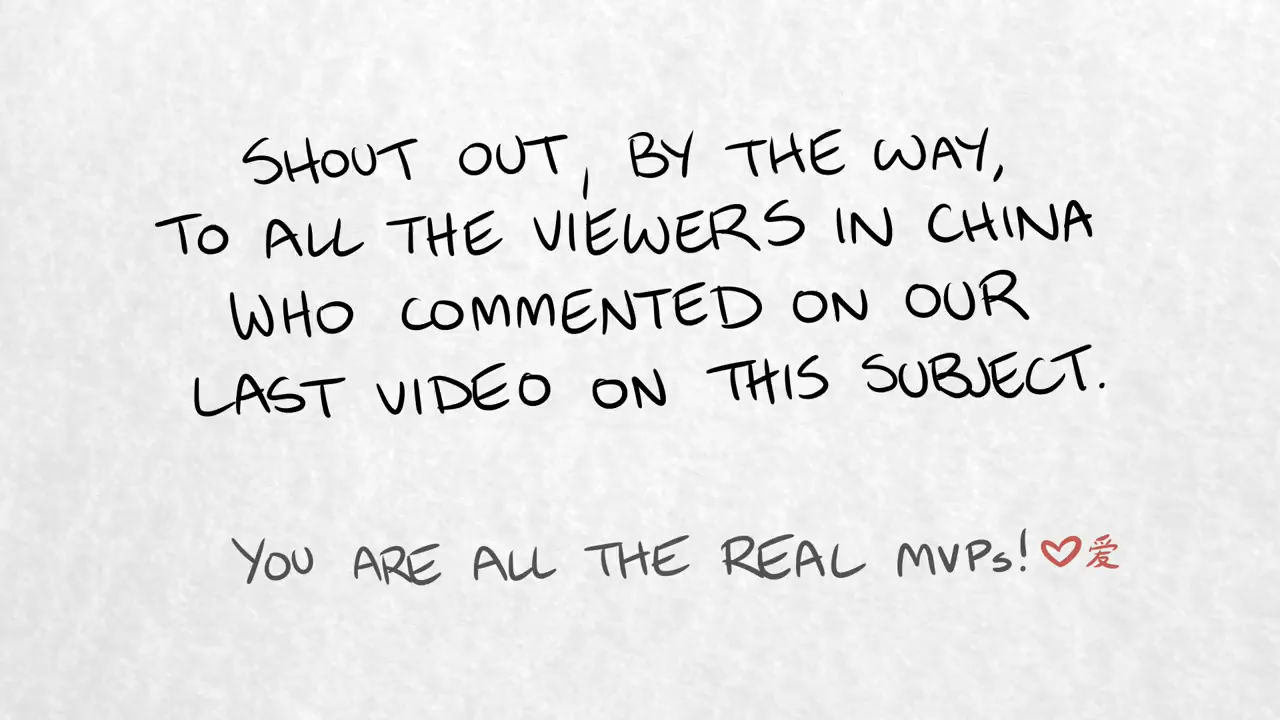 SHOUT OUT, BY THE WAY,
TO ALL THE VIEWERS IN CHINA
WHO COMMENTED ON OUR
LAST VIDEO ON THIS SUBJECT.
YOU ARE ALL THE REAL MVPs! ♡爱